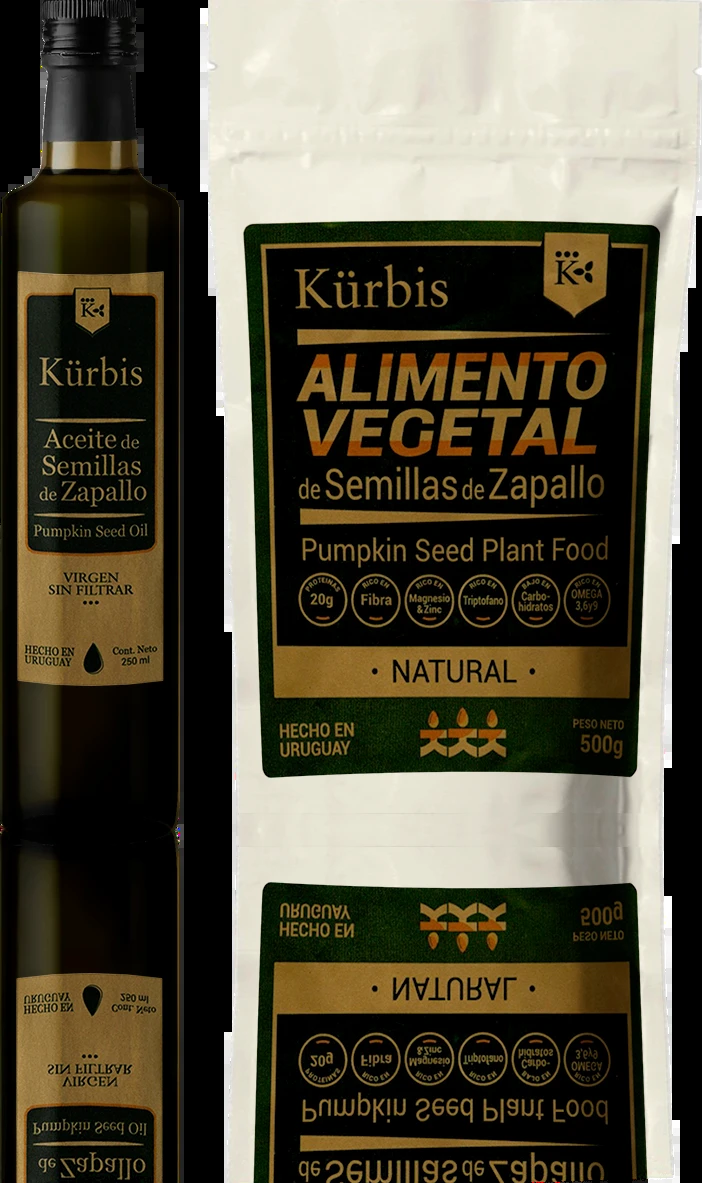 K
Kürbis
Aceite de
Semillas
de Zapallo
Pumpkin Seed Oil
VIRGEN
SIN FILTRAR
HECHO EN
URUGUAY
Cont. Neto
250 ml
Kürbis
K
ALIMENTO
VEGETAL
de Semillas de Zapallo
Pumpkin Seed Plant Food
PROTEINAS
20g
RICO EN
Fibra
RICO EN
Magnesio
&Zinc
RICO EN
Triptofano
BAJO EN
Carbo-
hidratos
RICO EN
OMEGA
3,6y9
· NATURAL ·
HECHO EN
URUGUAY
PESO NETO
500g